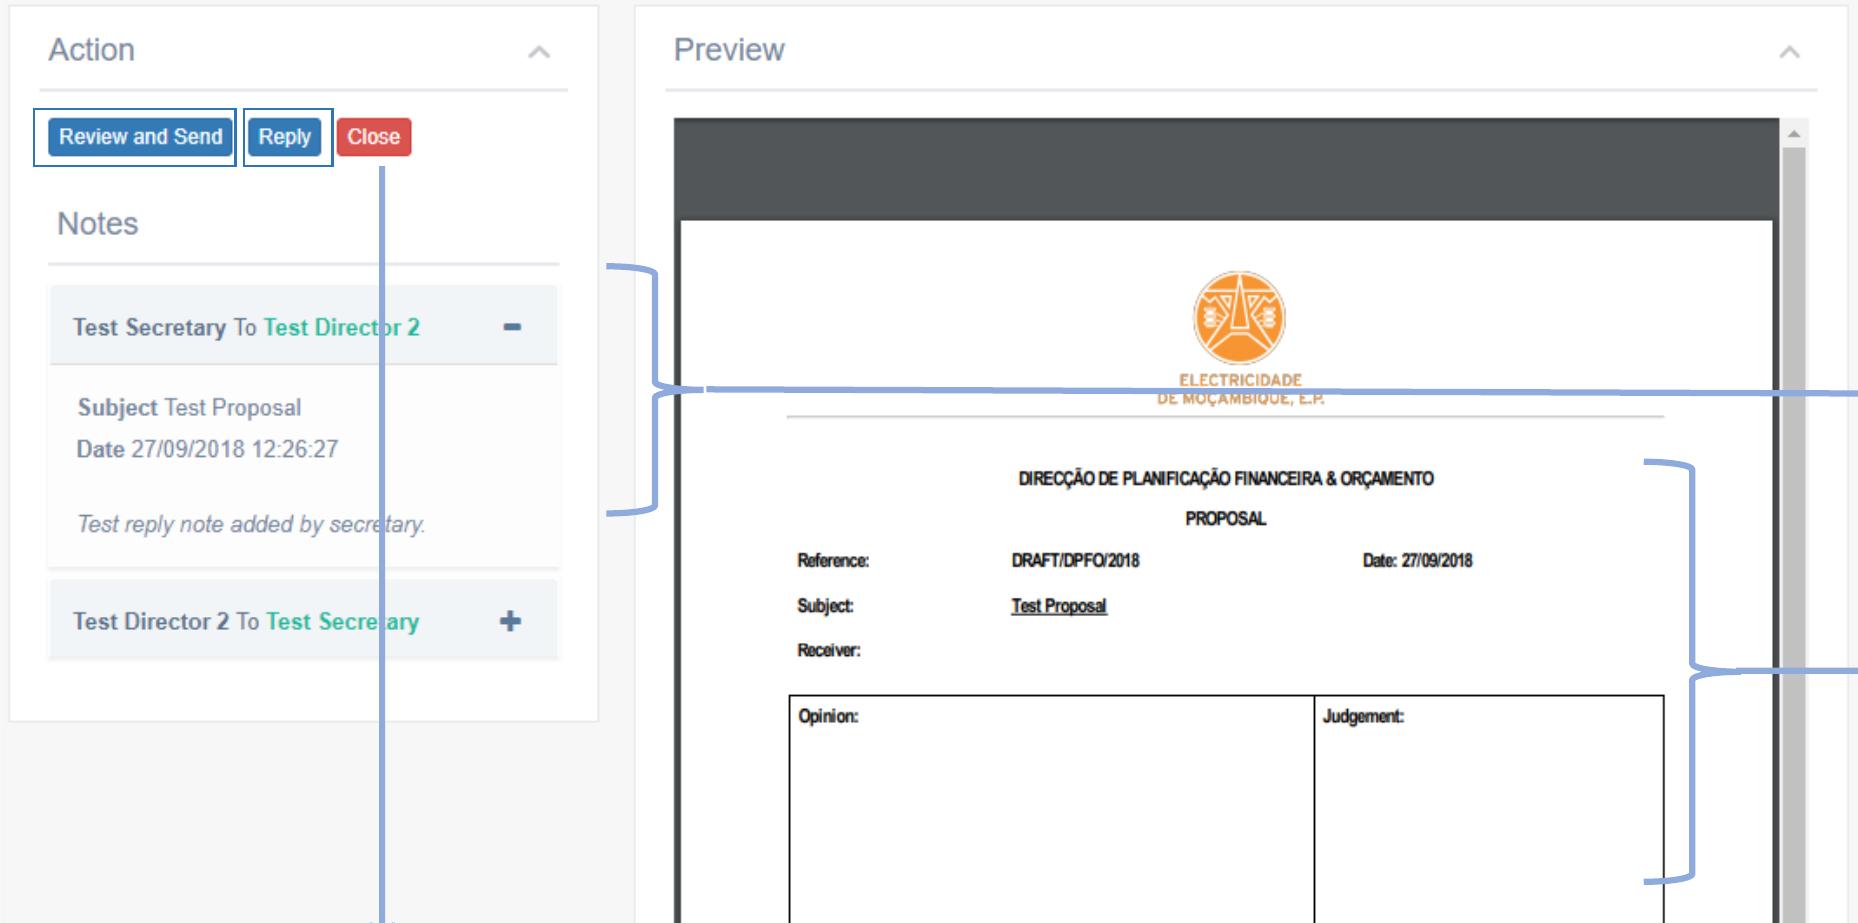 Action
Review and Send
Reply
Close
Notes
Test Secretary To Test Director 2
Subject Test Proposal
Date 27/09/2018 12:26:27
Test reply note added by secretary.
Test Director 2 To Test Secretary
Preview
ELECTRICIDADE
DE MOÇAMBIQUE, E.P.
DIRECÇÃO DE PLANIFICAÇÃO FINANCEIRA & ORÇAMENTO
PROPOSAL
Reference: DRAFT/DPFO/2018 Date: 27/09/2018
Subject: Test Proposal
Receiver:
Opinion: Judgement: